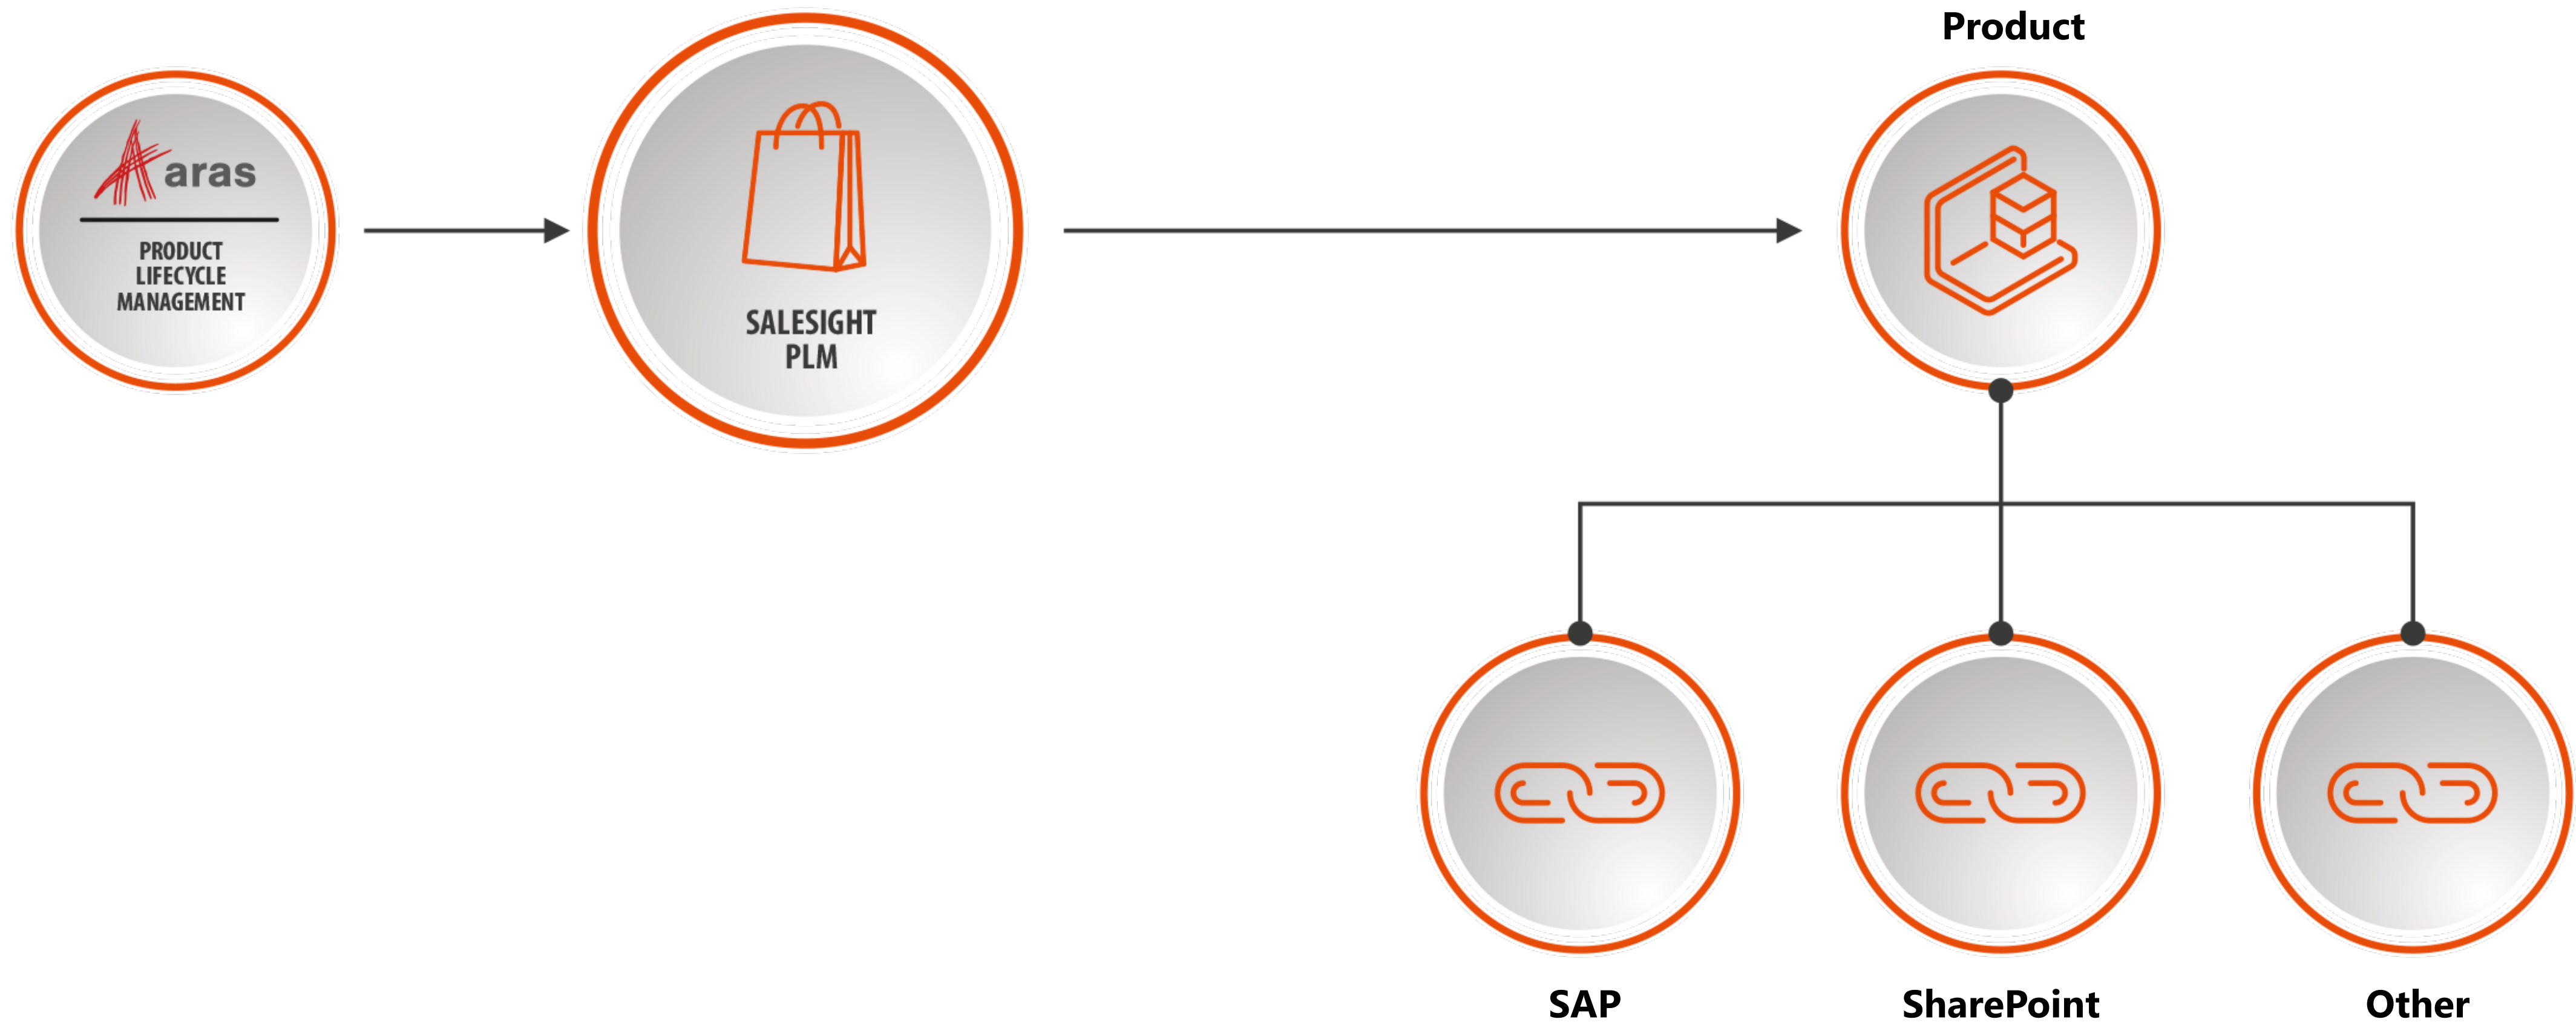 Product
aras
PRODUCT
LIFECYCLE
MANAGEMENT
SALESIGHT
PLM
SAP
SharePoint
Other